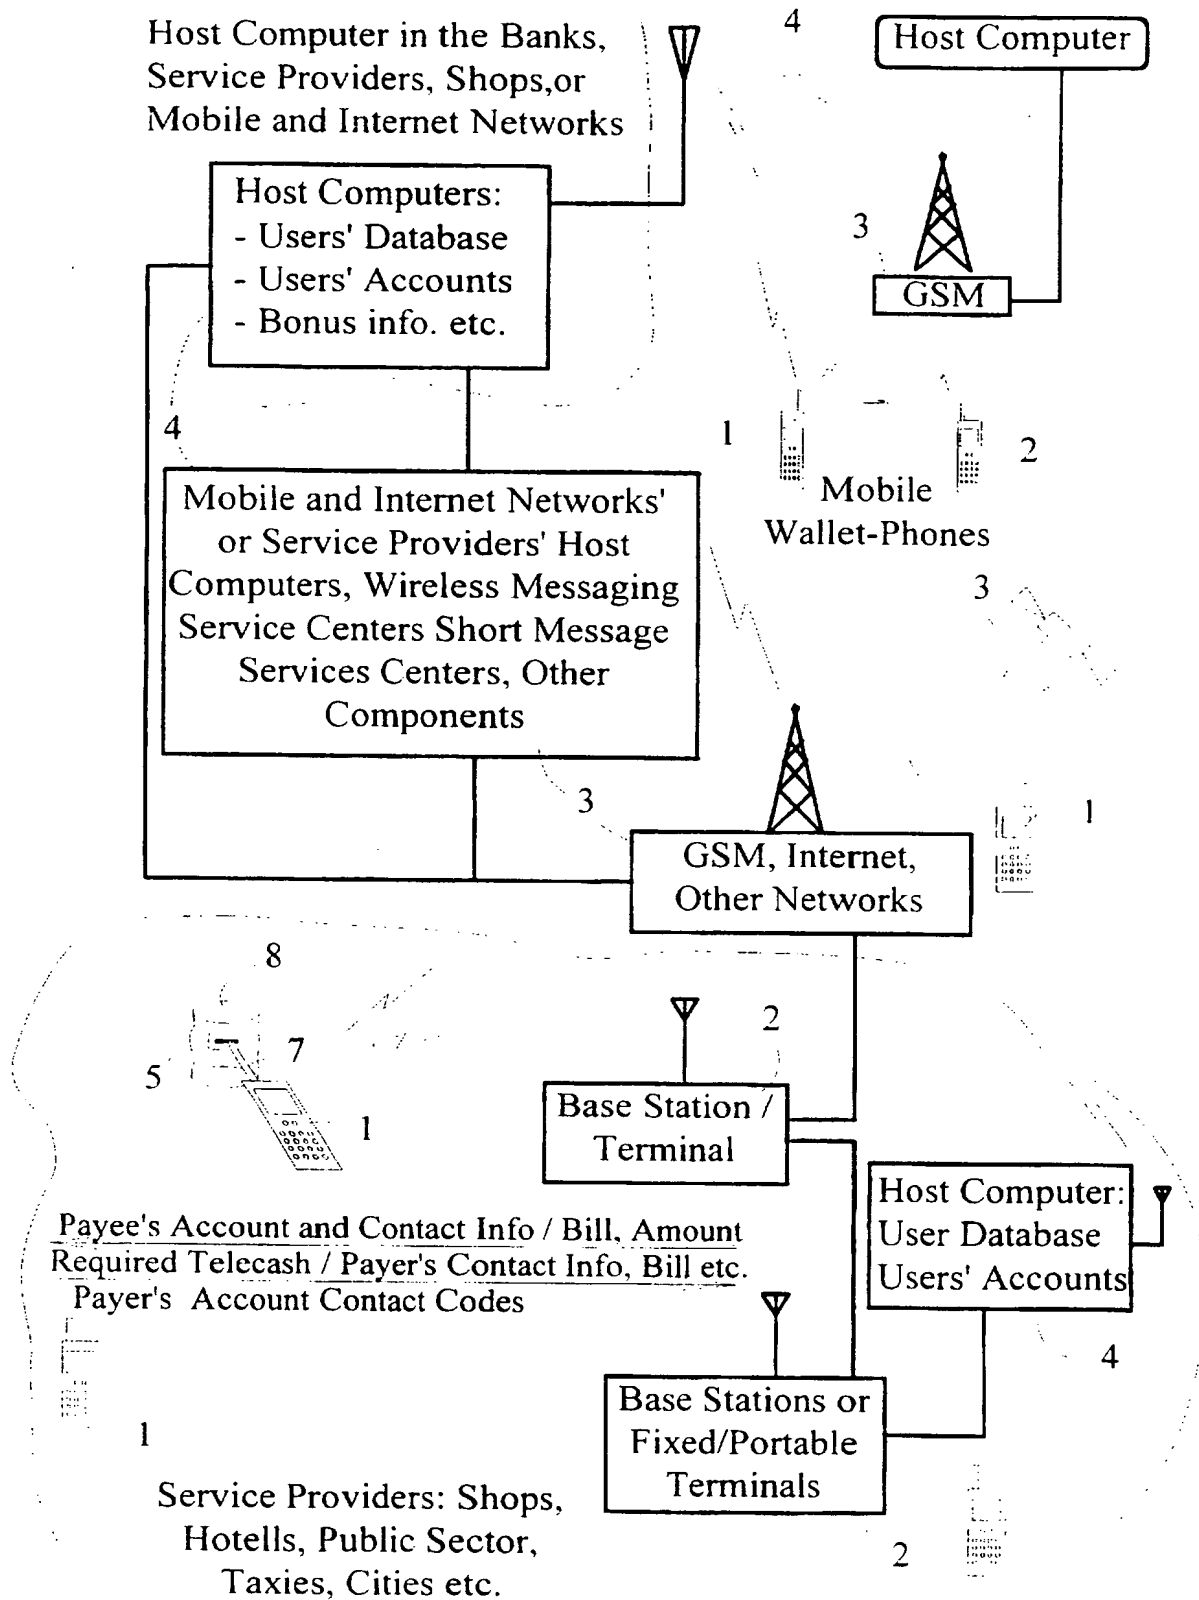 Host Computer in the Banks,
Service Providers, Shops,or
Mobile and Internet Networks
4
Host Computer
Host Computers:
- Users' Database
- Users' Accounts
- Bonus info. etc.
3
GSM
4
1
2
Mobile
Wallet-Phones
Mobile and Internet Networks'
or Service Providers' Host
Computers, Wireless Messaging
Service Centers Short Message
Services Centers, Other
Components
3
3
1
GSM, Internet,
Other Networks
8
7
5
1
2
Base Station /
Terminal
Host Computer:
User Database
Users' Accounts
Payee's Account and Contact Info / Bill, Amount
Required Telecash / Payer's Contact Info, Bill etc.
Payer's Account Contact Codes
4
1
Base Stations or
Fixed/Portable
Terminals
2
Service Providers: Shops,
Hotells, Public Sector,
Taxies, Cities etc.